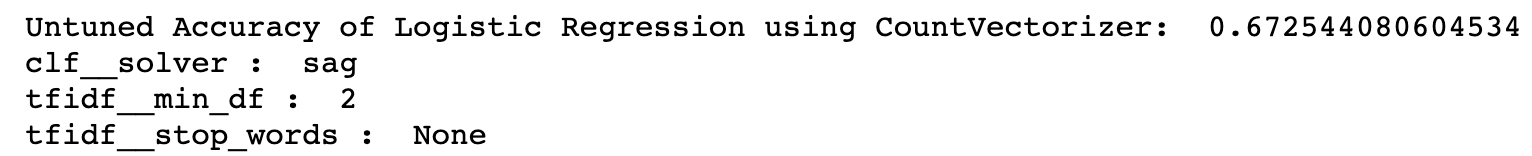 Untuned Accuracy of Logistic Regression using CountVectorizer:  0.672544080604534
clf__solver :  sag
tfidf__min_df :  2
tfidf__stop_words :  None